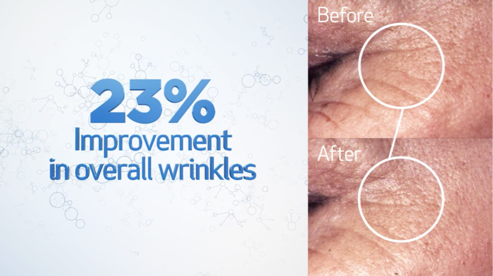 23%
Improvement
in overall wrinkles
Before
After